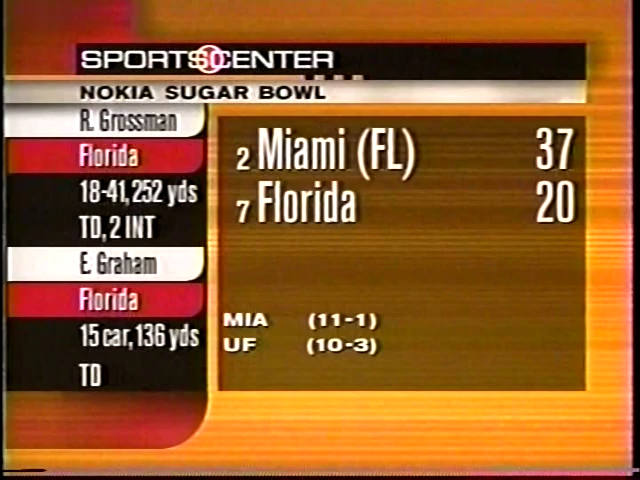 SPORTSCENTER
NOKIA SUGAR BOWL
R. Grossman
Florida
18-41, 252 yds
TD, 2 INT
E. Graham
Florida
15 car, 136 yds
TD
2 Miami (FL) 37
7 Florida 20
MIA (11-1)
UF (10-3)